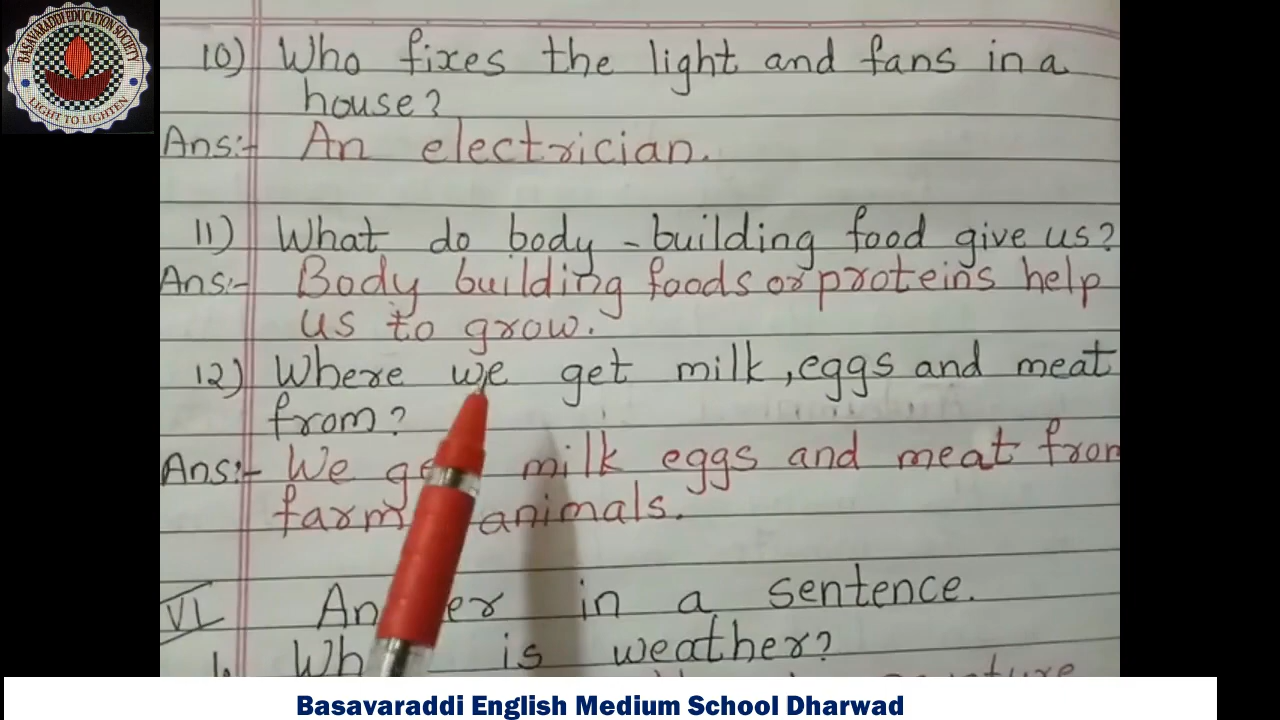 BASAVARADDI EDUCATION SOCIETY
LIGHT TO LIGHTEN
10) Who fixes the light and fans in a
house?
Ans:- An electrician.
11) What do body - building food give us?
Ans:- Body building foods or proteins help
us to grow.
12) Where we get milk, eggs and meat
from?
Ans:- We milk eggs and meat from
farm animals.
VI Answer in a sentence.
1. is weather?
Basavaraddi English Medium School Dharwad